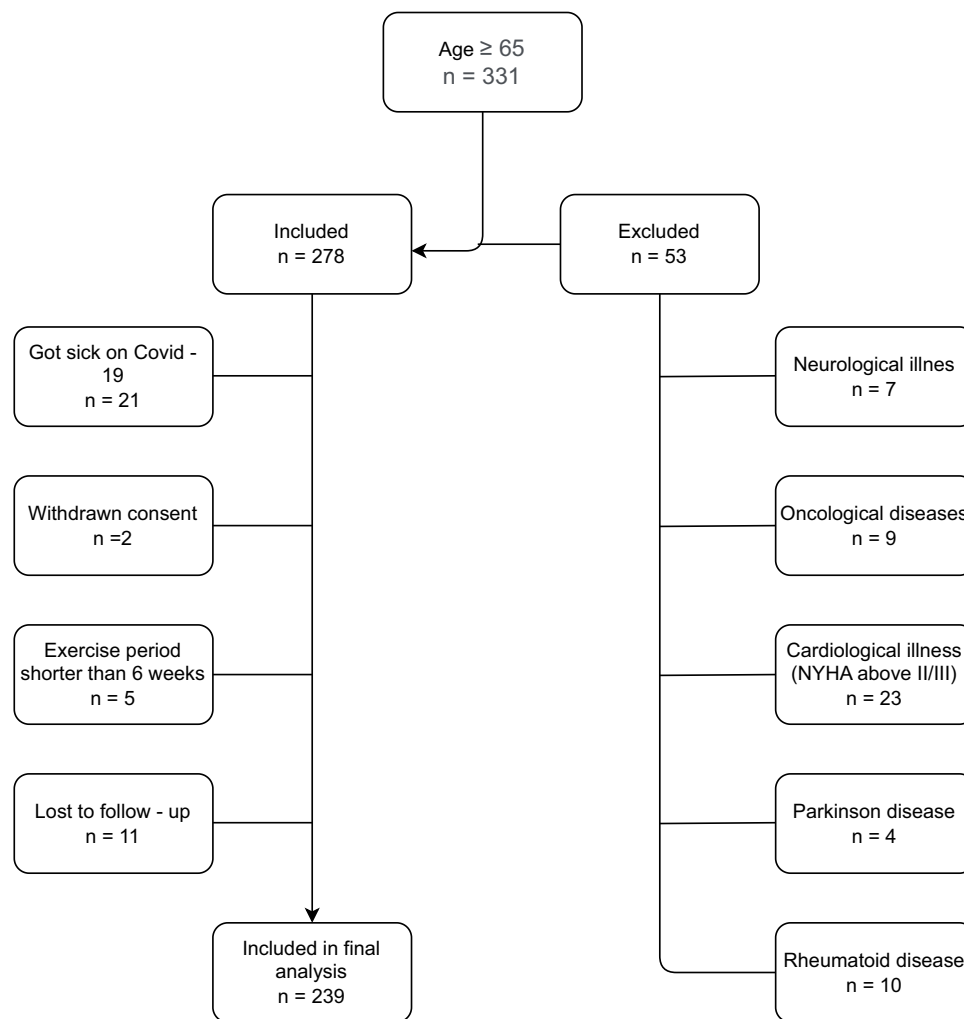 Age ≥ 65
n = 331
Included
n = 278
Excluded
n = 53
Got sick on Covid -
19
n = 21
Neurological illnes
n = 7
Withdrawn consent
n =2
Oncological diseases
n = 9
Exercise period
shorter than 6 weeks
n = 5
Cardiological illness
(NYHA above II/III)
n = 23
Lost to follow - up
n = 11
Parkinson disease
n = 4
Included in final
analysis
n = 239
Rheumatoid disease
n = 10